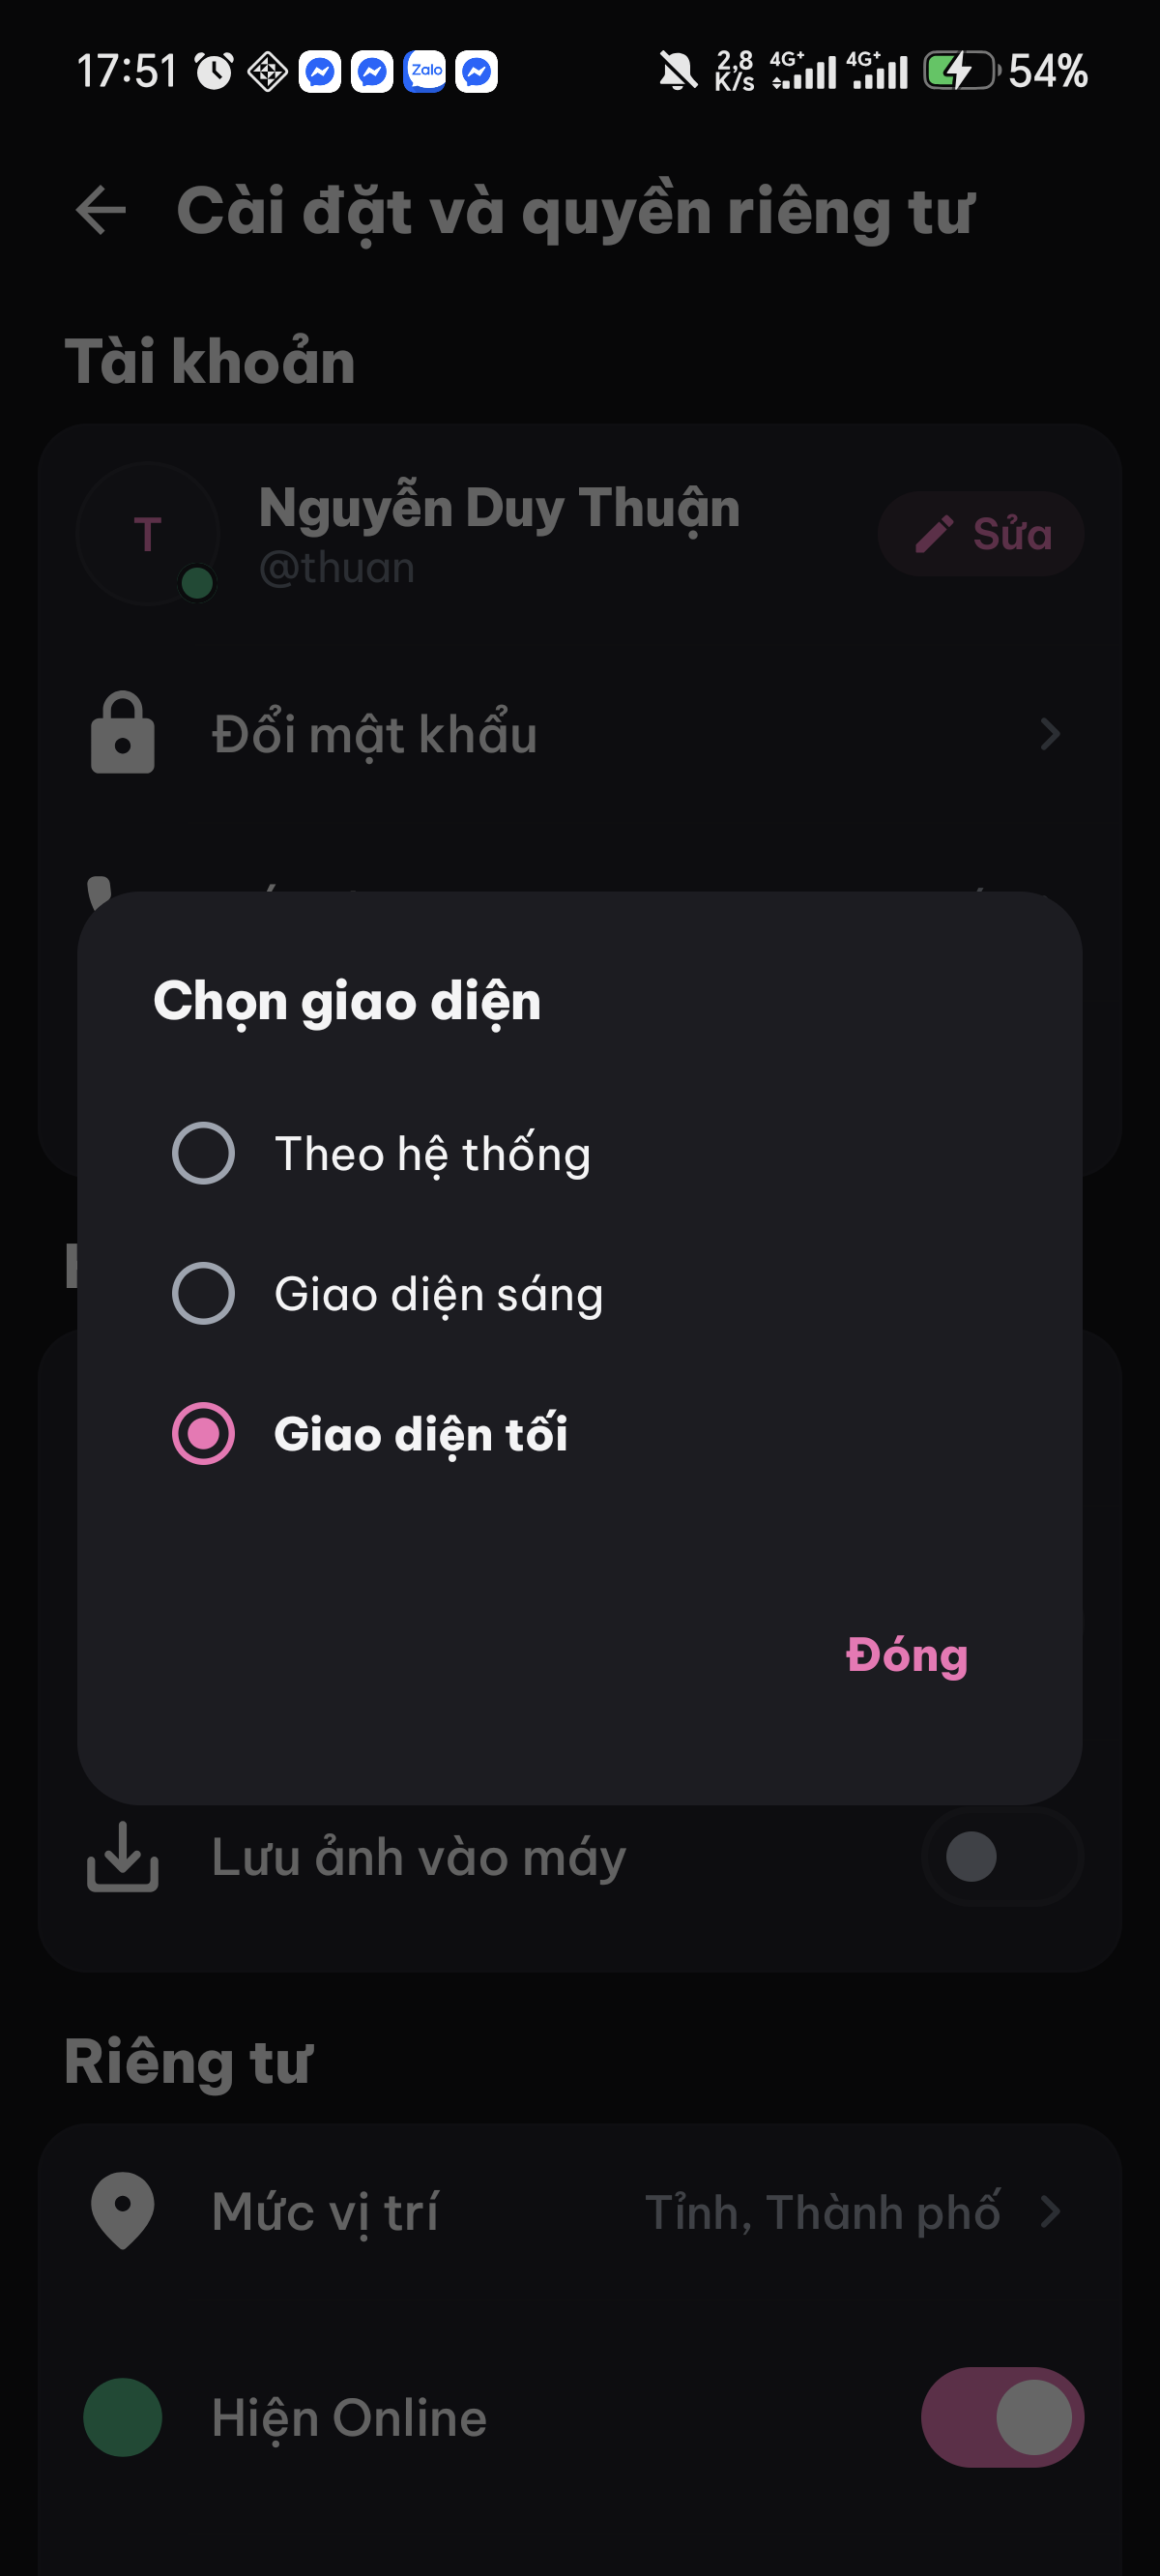 17:51 Zalo 2,8 K/s 4G+ 4G+ 54%
Cài đặt và quyền riêng tư
Tài khoản
T
Nguyễn Duy Thuận
@thuan
Sửa
Đổi mật khẩu
Chọn giao diện
Theo hệ thống
Giao diện sáng
Giao diện tối
Đóng
Lưu ảnh vào máy
Riêng tư
Mức vị trí Tỉnh, Thành phố
Hiện Online